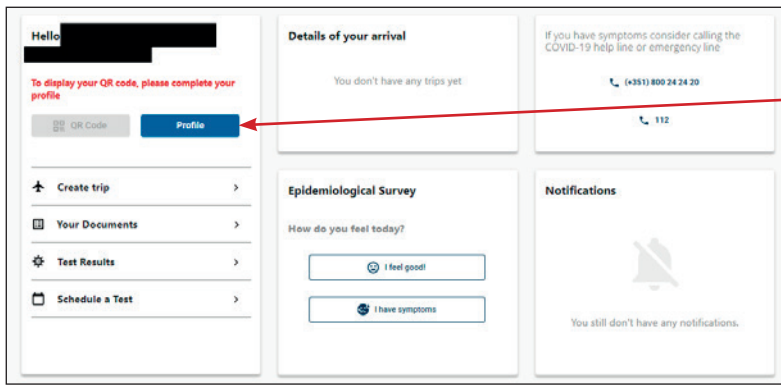 Hello
To display your QR code, please complete your
profile
QR Code
Profile
Create trip
Your Documents
Test Results
Schedule a Test
Details of your arrival
You don't have any trips yet
If you have symptoms consider calling the
COVID-19 help line or emergency line
(+351) 800 24 24 20
112
Epidemiological Survey
How do you feel today?
I feel good!
I have symptoms
Notifications
You still don't have any notifications.